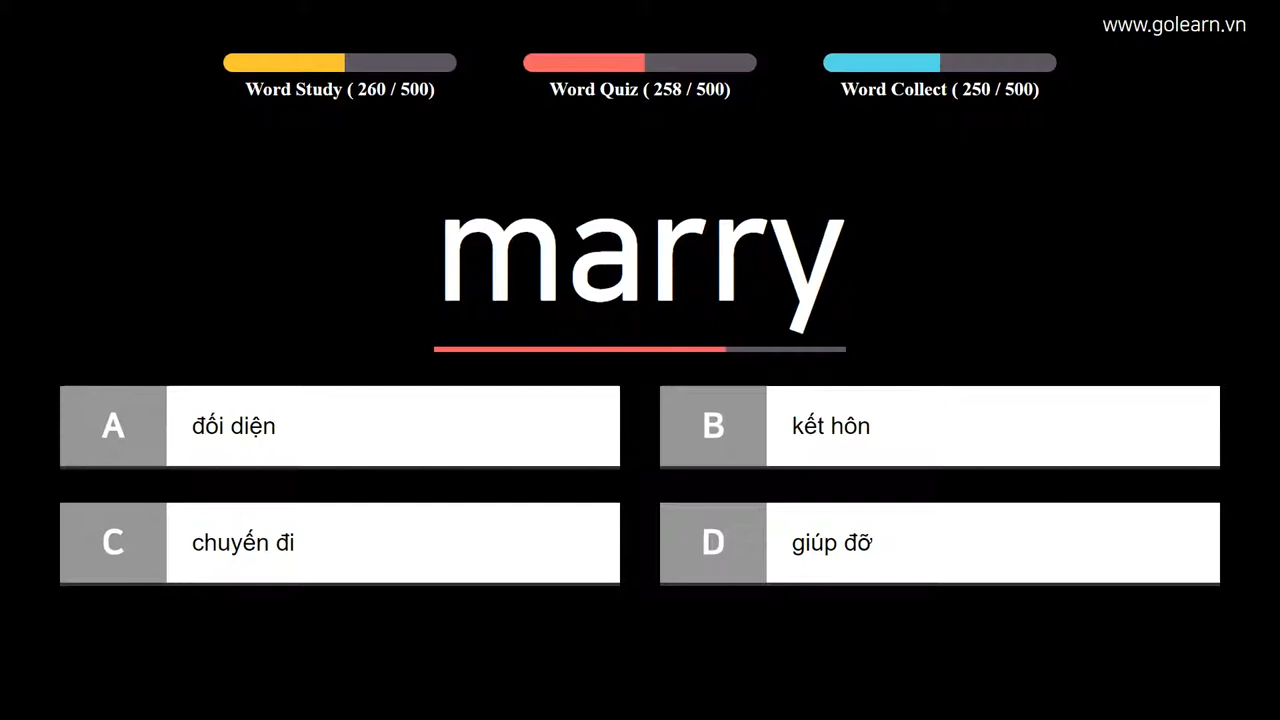 www.golearn.vn
Word Study ( 260 / 500)
Word Quiz ( 258 / 500)
Word Collect ( 250 / 500)
marry
A đối diện
B kết hôn
C chuyến đi
D giúp đỡ